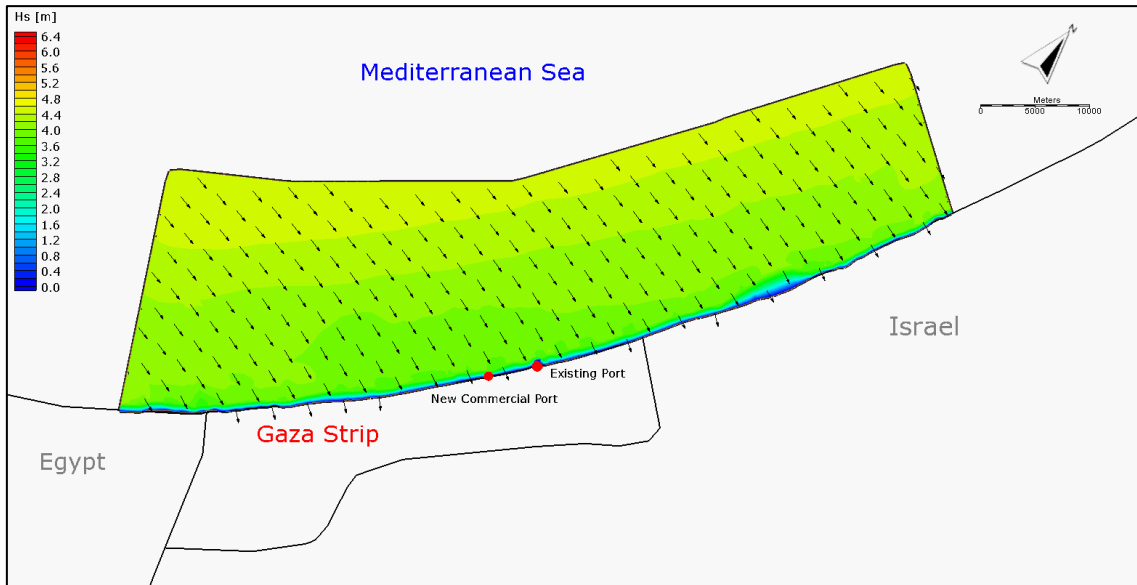 Hs [m]
6.4
6.0
5.6
5.2
4.8
4.4
4.0
3.6
3.2
2.8
2.4
2.0
1.6
1.2
0.8
0.4
0.0
Mediterranean Sea
N
Meters
0 5000 10000
Israel
Existing Port
New Commercial Port
Gaza Strip
Egypt